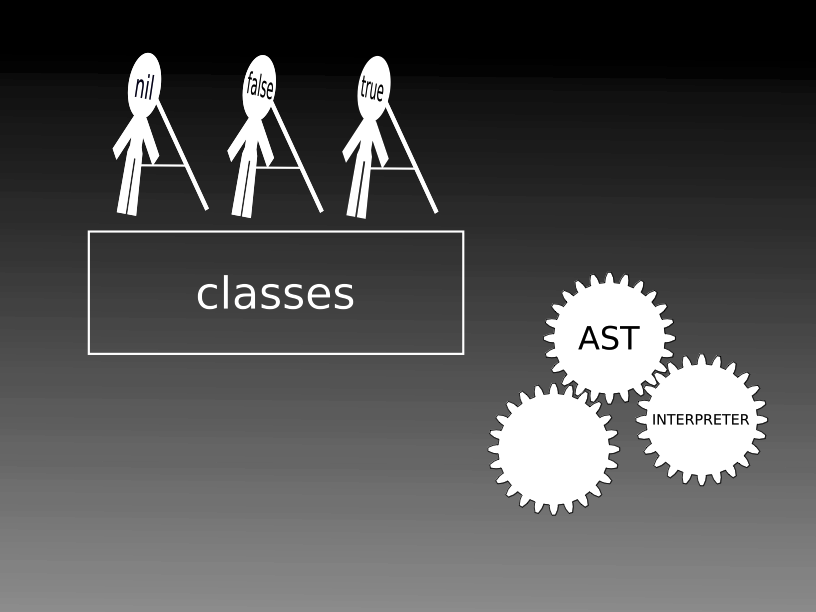 nil
false
true
classes
AST
INTERPRETER